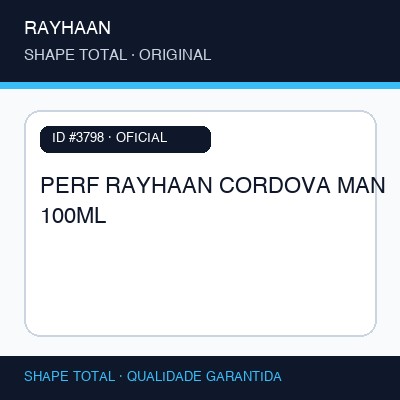 RAYHAAN
SHAPE TOTAL · ORIGINAL
ID #3798 · OFICIAL
PERF RAYHAAN CORDOVA MAN
100ML
SHAPE TOTAL · QUALIDADE GARANTIDA